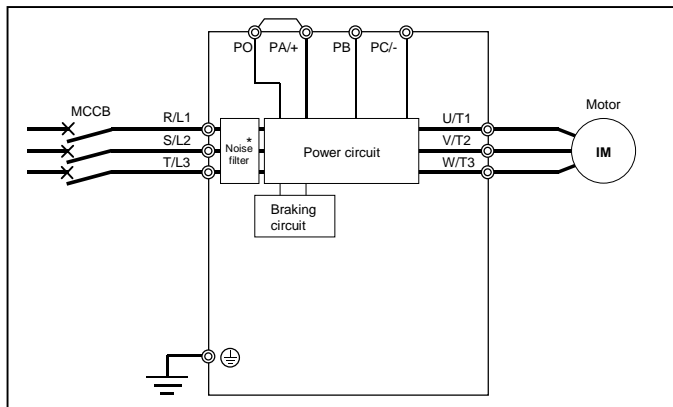 PO PA/+ PB PC/-
MCCB
R/L1
S/L2
T/L3
*
Noise
filter
Power circuit
U/T1
V/T2
W/T3
Motor
IM
Braking
circuit